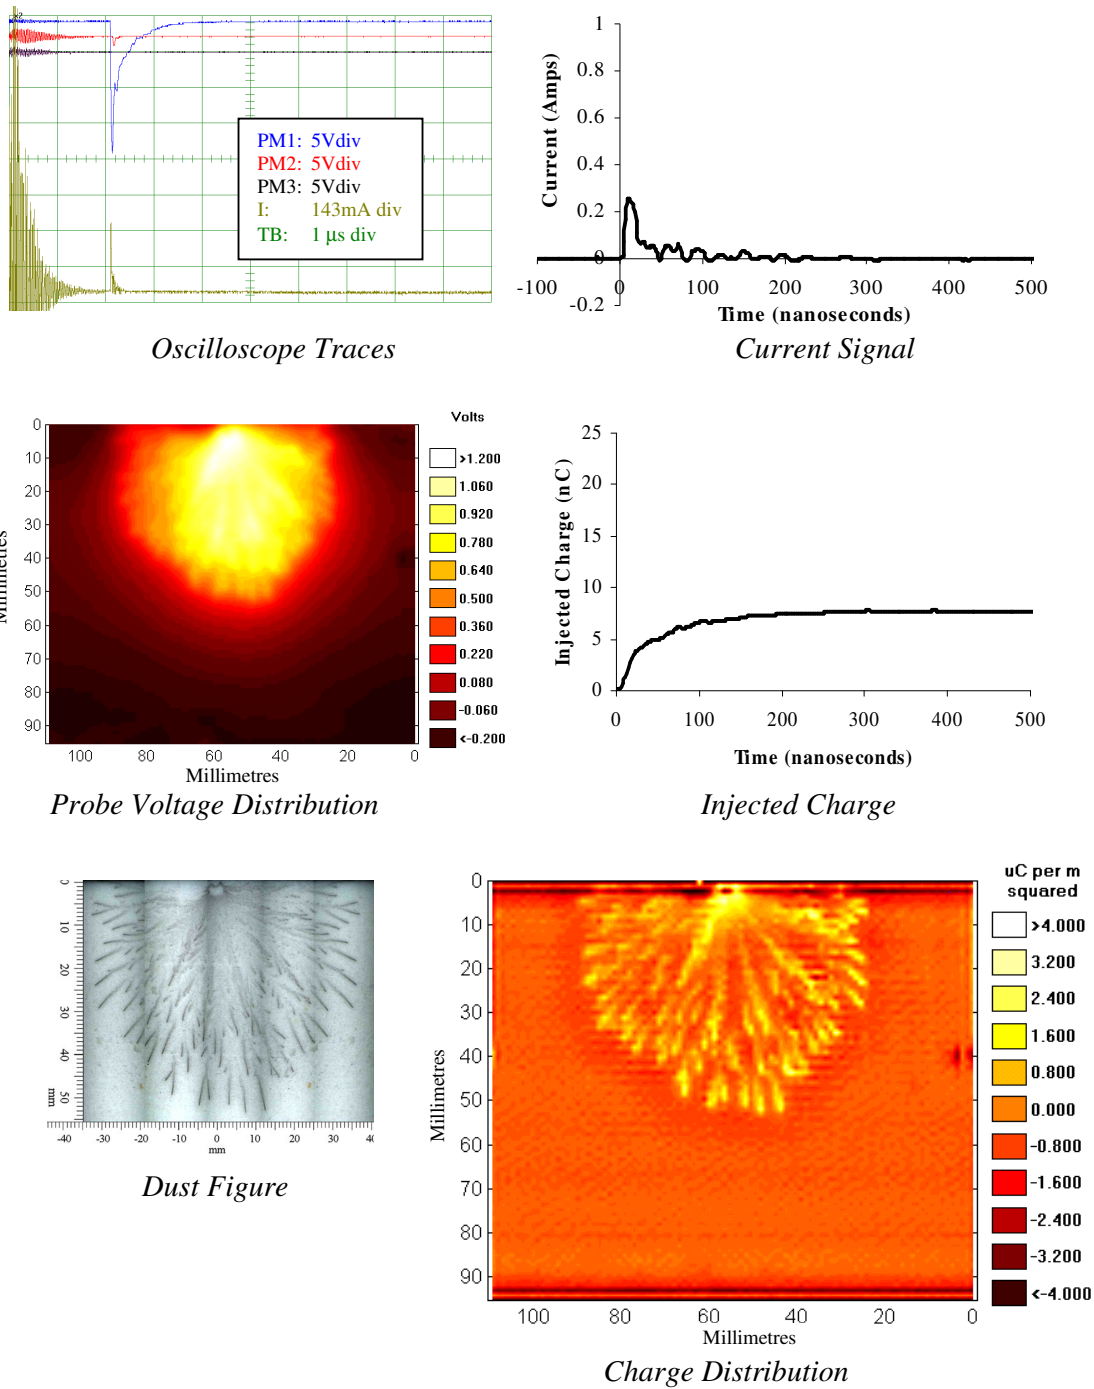 x2
PM1: 5Vdiv
PM2: 5Vdiv
PM3: 5Vdiv
I: 143mA div
TB: 1 µs div
Oscilloscope Traces
Current (Amps)
1
0.8
0.6
0.4
0.2
0
-0.2
-100 0 100 200 300 400 500
Time (nanoseconds)
Current Signal
Millimetres
0
10
20
30
40
50
60
70
80
90
100 80 60 40 20 0
Millimetres
Volts
>1.200
1.060
0.920
0.780
0.640
0.500
0.360
0.220
0.080
-0.060
<-0.200
Probe Voltage Distribution
Injected Charge (nC)
25
20
15
10
5
0
0 100 200 300 400 500
Time (nanoseconds)
Injected Charge
0
10
20
30
40
50
mm
-40 -30 -20 -10 0 10 20 30 40
mm
Dust Figure
Millimetres
0
10
20
30
40
50
60
70
80
90
100 80 60 40 20 0
Millimetres
uC per m
squared
>4.000
3.200
2.400
1.600
0.800
0.000
-0.800
-1.600
-2.400
-3.200
<-4.000
Charge Distribution